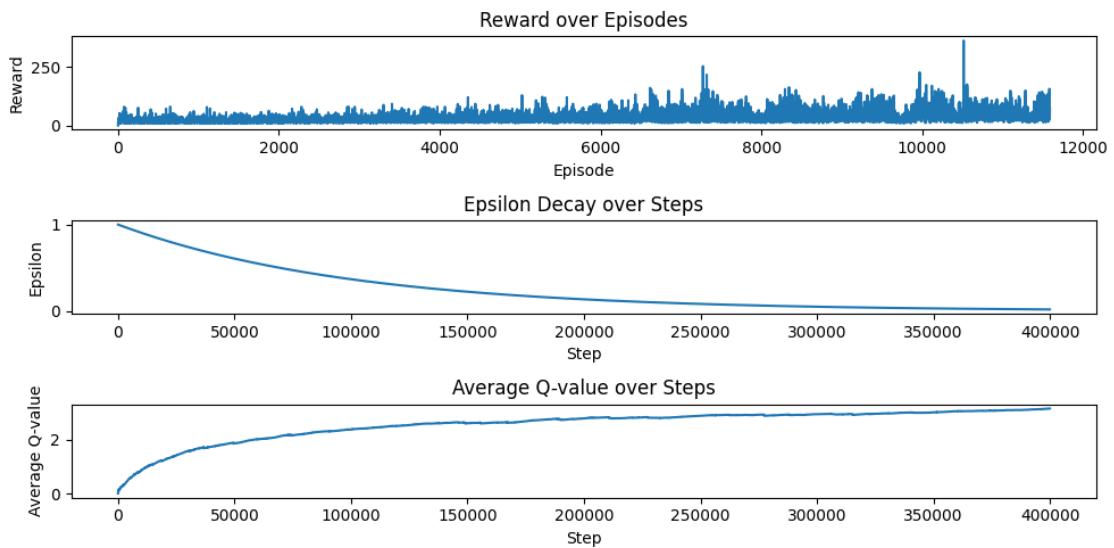 Reward over Episodes
Reward
250
0
0 2000 4000 6000 8000 10000 12000
Episode
Epsilon Decay over Steps
Epsilon
1
0
0 50000 100000 150000 200000 250000 300000 350000 400000
Step
Average Q-value over Steps
Average Q-value
2
0
0 50000 100000 150000 200000 250000 300000 350000 400000
Step